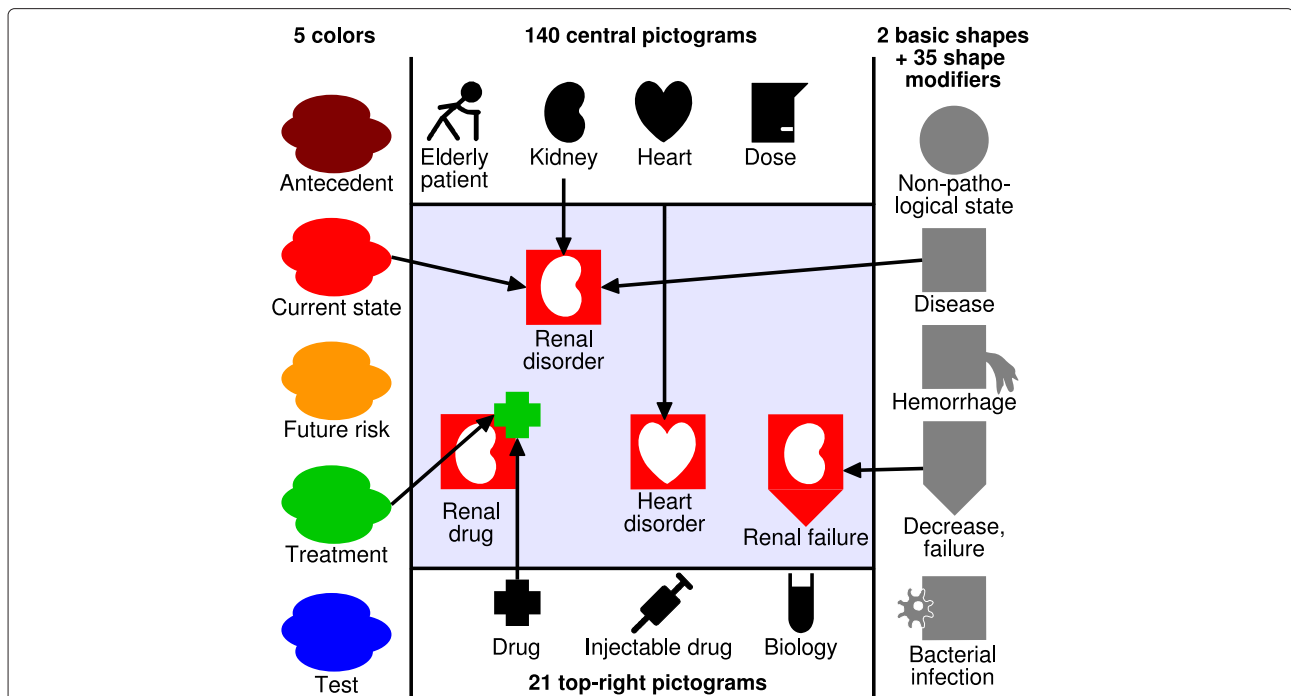 5 colors
140 central pictograms
2 basic shapes
+ 35 shape
modifiers
Antecedent
Current state
Future risk
Treatment
Test
Elderly
patient
Kidney
Heart
Dose
Renal
disorder
Renal
drug
Heart
disorder
Renal failure
Drug
Injectable drug
Biology
21 top-right pictograms
Non-patho-
logical state
Disease
Hemorrhage
Decrease,
failure
Bacterial
infection